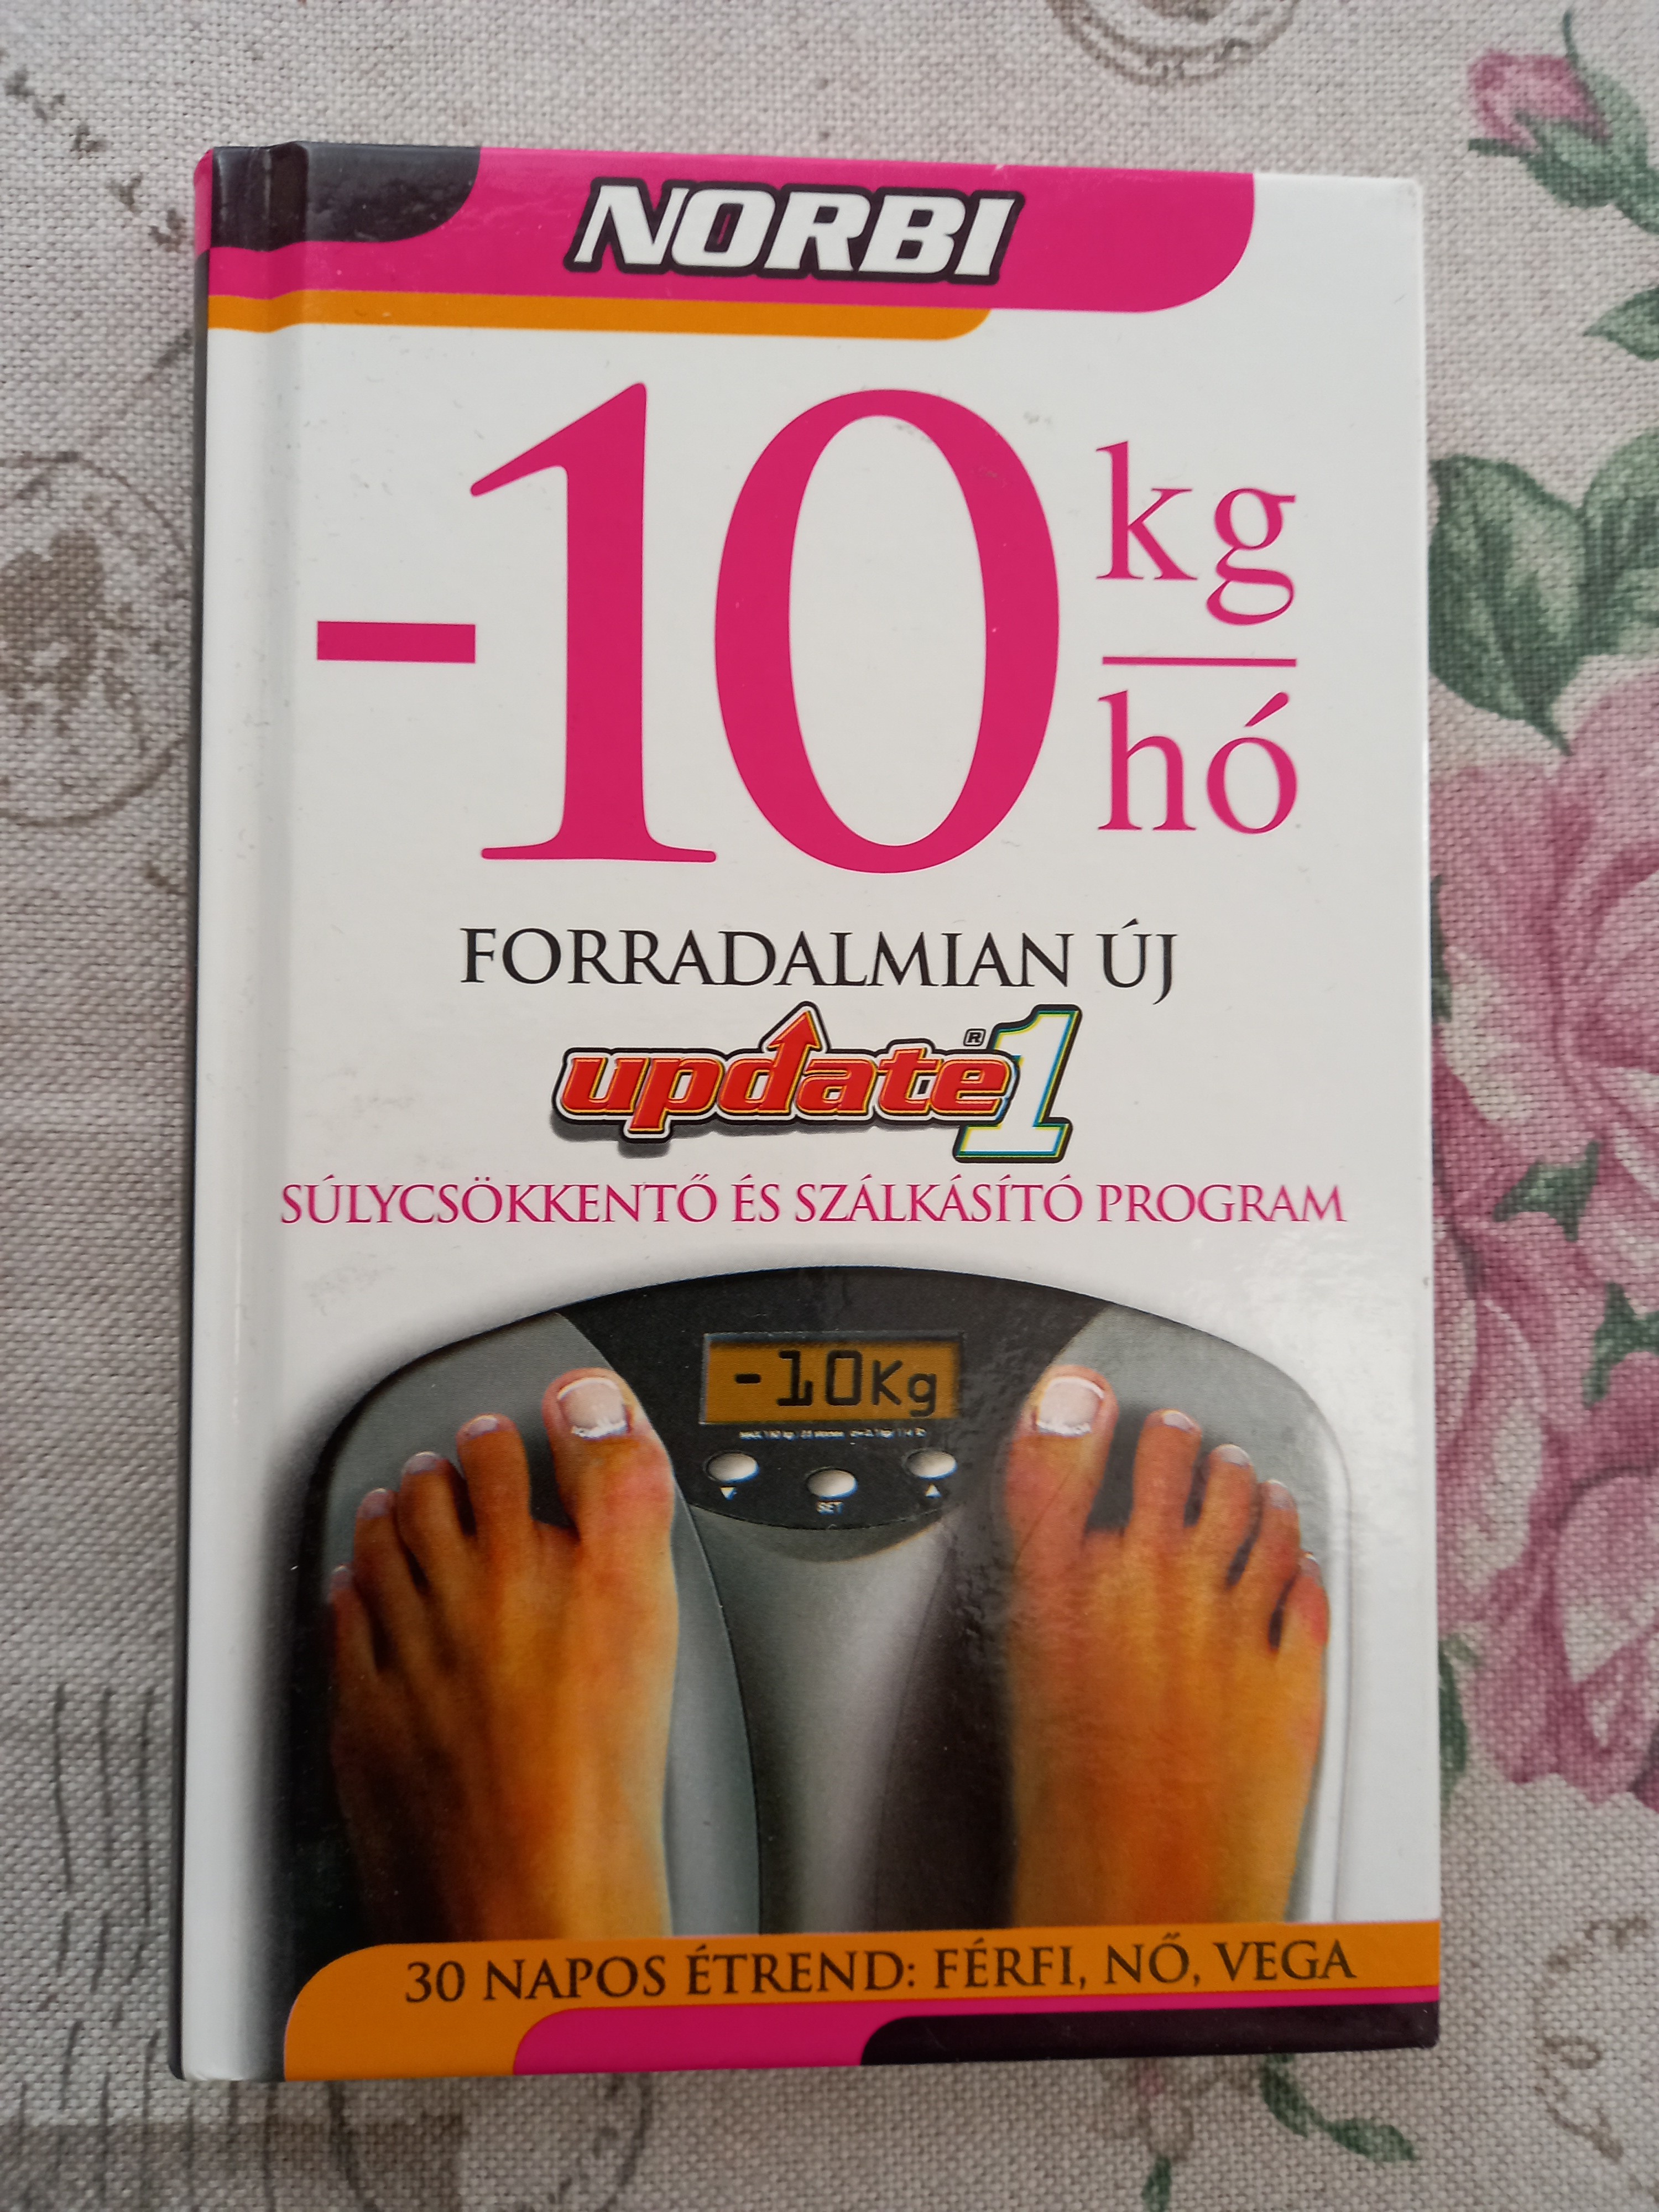 NORBI
-10 kg
hó
FORRADALMIAN ÚJ
update®1
SÚLYCSÖKKENTŐ ÉS SZÁLKÁSÍTÓ PROGRAM
-10Kg
SET
30 NAPOS ÉTREND: FÉRFI, NŐ, VEGA